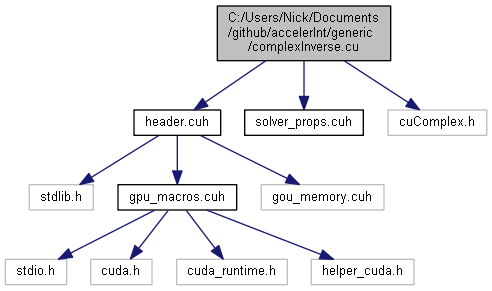 C:/Users/Nick/Documents
/github/accelerInt/generic
/complexInverse.cu
header.cuh
solver_props.cuh
cuComplex.h
stdlib.h
gpu_macros.cuh
gou_memory.cuh
stdio.h
cuda.h
cuda_runtime.h
helper_cuda.h